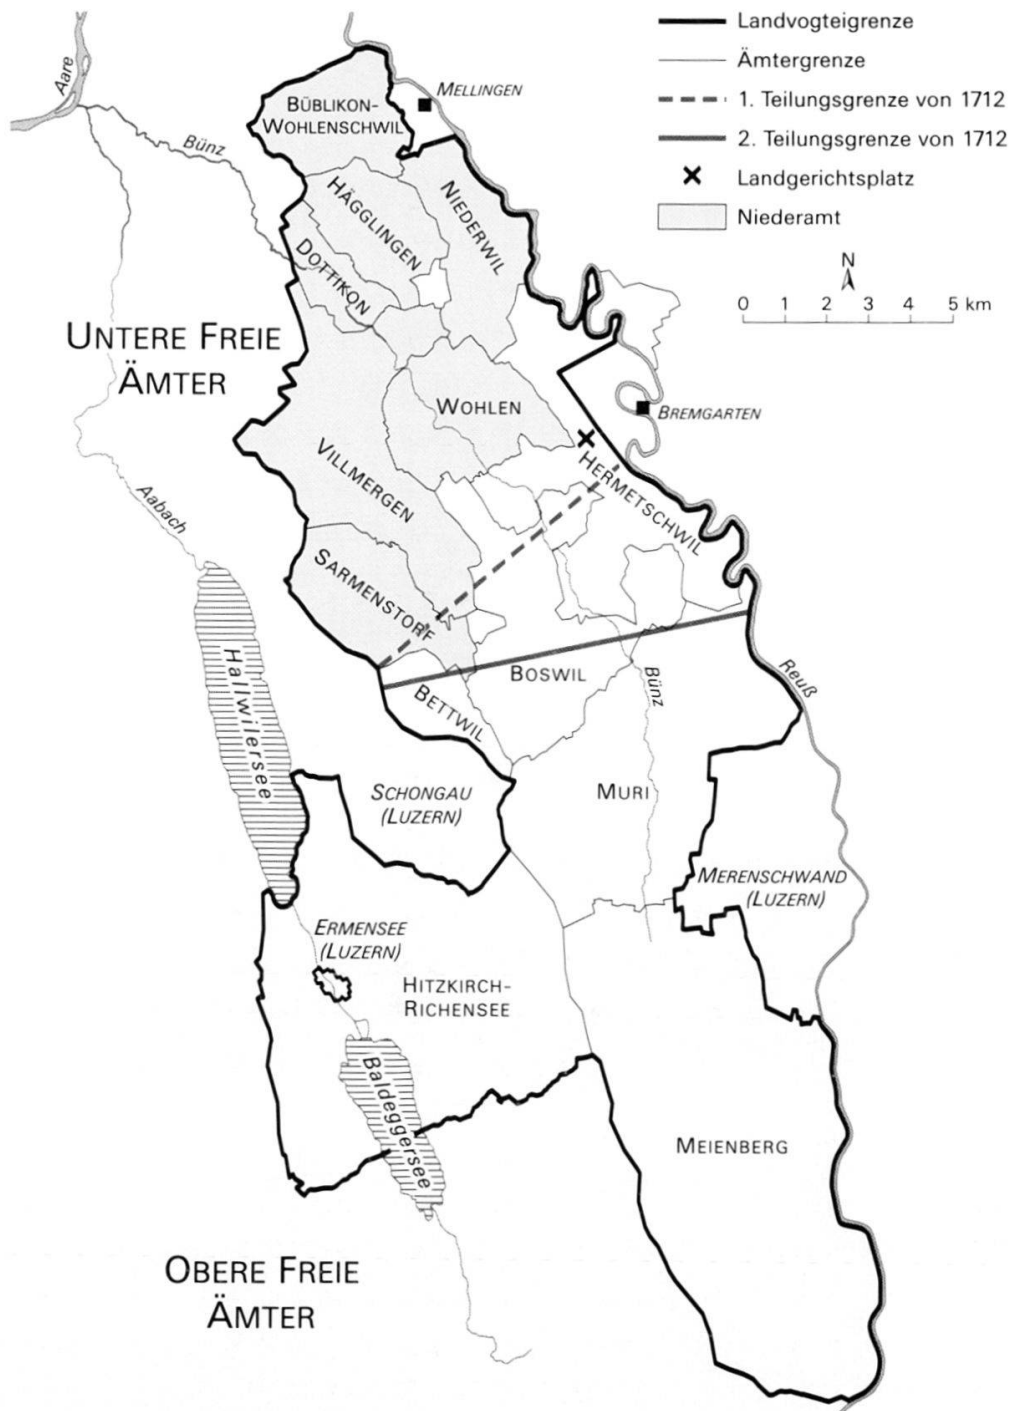 Landvogteigrenze
Ämtergrenze
1. Teilungsgrenze von 1712
2. Teilungsgrenze von 1712
Landgerichtsplatz
Niederamt
N
0 1 2 3 4 5 km
Aare
MELLINGEN
BÜBLIKON-
WOHLENSCHWIL
Bünz
HÄGGLINGEN
NIEDERWIL
DOTTIKON
UNTERE FREIE
ÄMTER
WOHLEN
BREMGARTEN
VILLMERGEN
HERMETSCHWIL
Aabach
SARMENSTORF
Hallwilersee
BOSWIL
Bünz
Reuß
BETTWIL
SCHONGAU
(LUZERN)
MURI
MERENSCHWAND
(LUZERN)
ERMENSEE
(LUZERN)
HITZKIRCH-
RICHENSEE
Baldeggersee
MEIENBERG
OBERE FREIE
ÄMTER